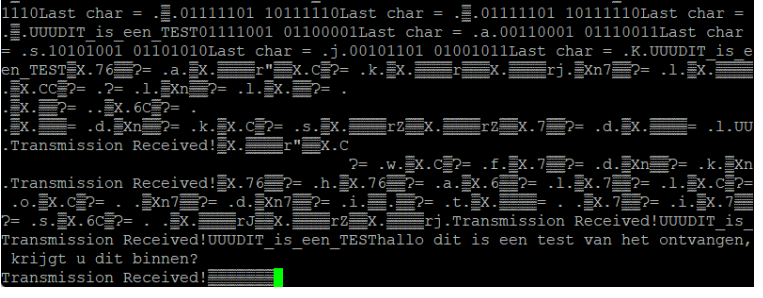 1110Last char = .▒.01111101 10111110Last char = .▒.01111101 10111110Last char =
.▒.UUUDIT_is_een_TEST01111001 01100001Last char = .a.00110001 01110011Last char
= .s.10101001 01101010Last char = .j.00101101 01001011Last char = .K.UUUDIT_is_e
en_TEST▒X.76▒▒?= .a.▒X.▒▒▒▒r"▒▒X.C▒?= .k.▒X.▒▒▒▒r▒▒▒X.▒▒▒▒rj.▒Xn7▒▒?= .l.▒X.▒▒▒▒
.▒X.CC▒?= .?= .l.▒Xn▒▒?= .l.▒X.▒▒?= .
.▒X.▒▒?= ..▒X.6C▒?= .
.▒X.▒▒▒▒= .d.▒Xn▒▒?= .k.▒X.C▒?= .s.▒X.▒▒▒▒rZ▒▒X.▒▒▒▒rZ▒▒X.7▒▒?= .d.▒X.▒▒▒▒= .l.UU
.Transmission Received!▒X.▒▒▒▒r"▒▒X.C
?= .w.▒X.C▒?= .f.▒X.7▒▒?= .d.▒Xn▒▒?= .k.▒Xn
.Transmission Received!▒X.76▒▒?= .h.▒X.76▒▒?= .a.▒X.6▒▒?= .l.▒X.7▒▒?= .l.▒X.C▒?=
.o.▒X.C▒?= . .▒Xn7▒▒?= .d.▒Xn7▒▒?= .i.▒▒.▒▒?= .t.▒X.▒▒▒▒= . .▒X.7▒▒?= .i.▒X.7▒▒
?= .s.▒X.6C▒?= . .▒X.▒▒▒▒rJ▒▒X.▒▒▒▒rZ▒▒X.▒▒▒▒rj.Transmission Received!UUUDIT_is_
Transmission Received!UUUDIT_is_een_TESThallo dit is een test van het ontvangen,
krijgt u dit binnen?
Transmission Received!▒▒▒▒▒▒▒▒